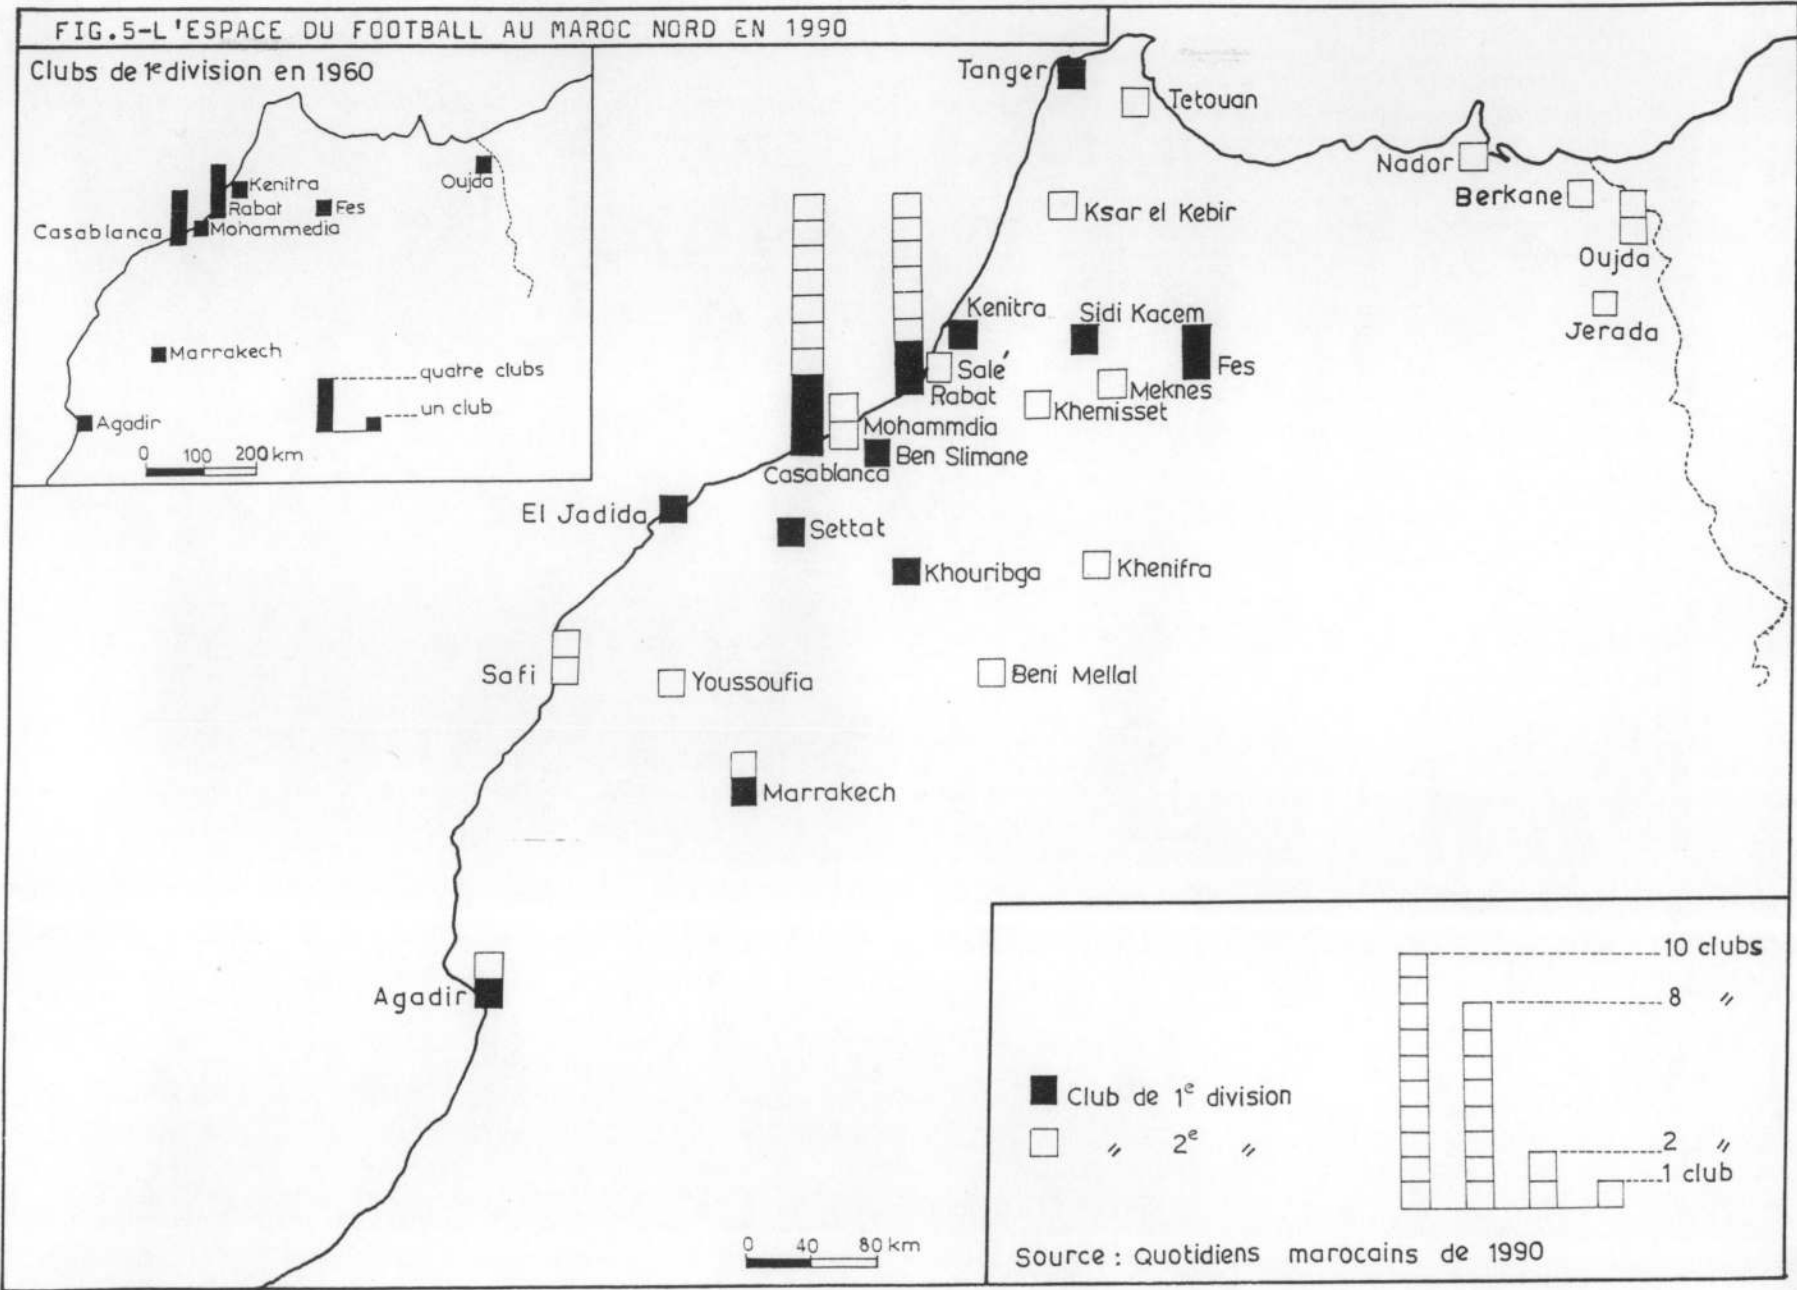 FIG.5-L'ESPACE DU FOOTBALL AU MAROC NORD EN 1990
Clubs de 1e division en 1960
Kenitra
Rabat
Casablanca
Mohammedia
Fes
Oujda
Marrakech
Agadir
quatre clubs
un club
0 100 200 km
Tanger
Tetouan
Nador
Berkane
Ksar el Kebir
Oujda
Jerada
Kenitra
Sidi Kacem
Fes
Salé
Rabat
Meknes
Khemisset
Mohammdia
Ben Slimane
Casablanca
El Jadida
Settat
Khouribga
Khenifra
Safi
Youssoufia
Beni Mellal
Marrakech
Agadir
0 40 80 km
10 clubs
8 "
2 "
1 club
Club de 1e division
" 2e "
Source : Quotidiens marocains de 1990